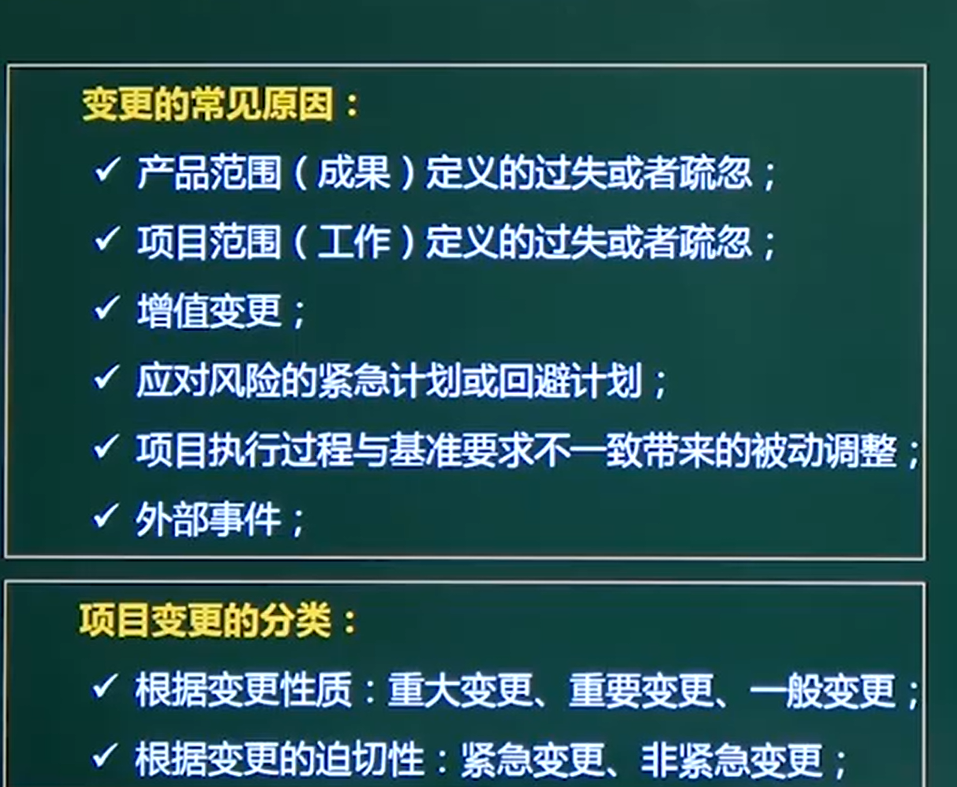 变更的常见原因：
✓ 产品范围（成果）定义的过失或者疏忽；
✓ 项目范围（工作）定义的过失或者疏忽；
✓ 增值变更；
✓ 应对风险的紧急计划或回避计划；
✓ 项目执行过程与基准要求不一致带来的被动调整；
✓ 外部事件；
项目变更的分类：
✓ 根据变更性质：重大变更、重要变更、一般变更；
✓ 根据变更的迫切性：紧急变更、非紧急变更；